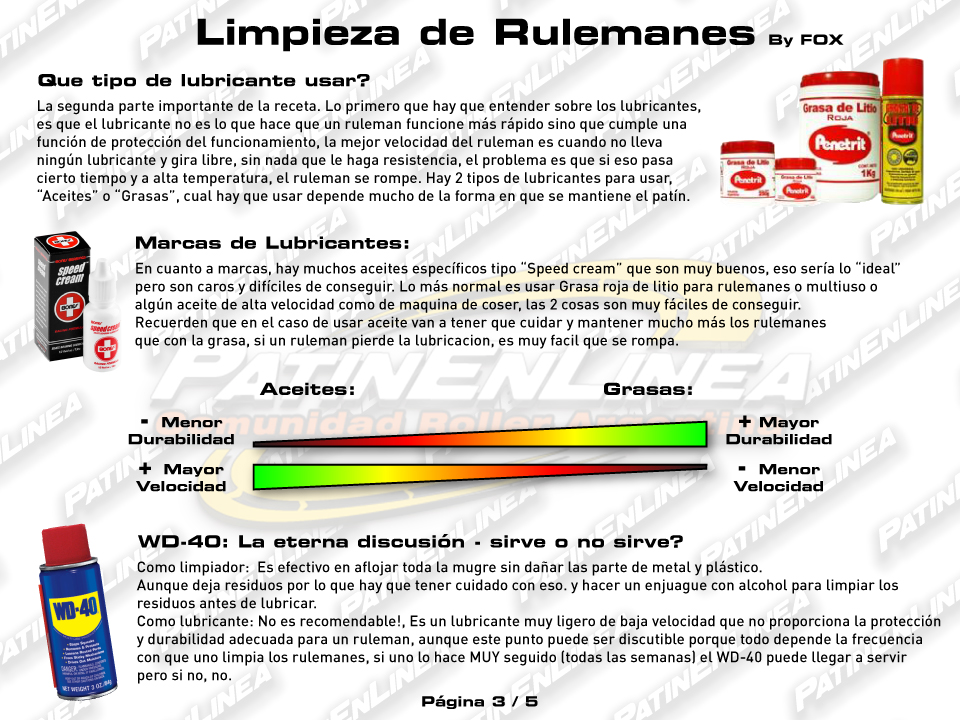 Limpieza de Rulemanes By FOX
Que tipo de lubricante usar?
La segunda parte importante de la receta. Lo primero que hay que entender sobre los lubricantes,
es que el lubricante no es lo que hace que un ruleman funcione más rápido sino que cumple una
función de protección del funcionamiento, la mejor velocidad del ruleman es cuando no lleva
ningún lubricante y gira libre, sin nada que le haga resistencia, el problema es que si eso pasa
cierto tiempo y a alta temperatura, el ruleman se rompe. Hay 2 tipos de lubricantes para usar,
“Aceites” o “Grasas”, cual hay que usar depende mucho de la forma en que se mantiene el patín.
Grasa de Litio
ROJA
Penetrit
1Kg
Grasa de Litio
Penetrit
Penetrit
Penetrit
Marcas de Lubricantes:
En cuanto a marcas, hay muchos aceites específicos tipo “Speed cream” que son muy buenos, eso sería lo “ideal”
pero son caros y difíciles de conseguir. Lo más normal es usar Grasa roja de litio para rulemanes o multiuso o
algún aceite de alta velocidad como de maquina de coser, las 2 cosas son muy fáciles de conseguir.
Recuerden que en el caso de usar aceite van a tener que cuidar y mantener mucho más los rulemanes
que con la grasa, si un ruleman pierde la lubricacion, es muy facil que se rompa.
speed
cream
BONES
speed cream
BONES
PATINENLINEA
Comunidad Roller Argentina
Aceites:
Grasas:
- Menor
Durabilidad
+ Mayor
Durabilidad
+ Mayor
Velocidad
- Menor
Velocidad
WD-40: La eterna discusión - sirve o no sirve?
Como limpiador: Es efectivo en aflojar toda la mugre sin dañar las parte de metal y plástico.
Aunque deja residuos por lo que hay que tener cuidado con eso. y hacer un enjuague con alcohol para limpiar los
residuos antes de lubricar.
Como lubricante: No es recomendable!, Es un lubricante muy ligero de baja velocidad que no proporciona la protección
y durabilidad adecuada para un ruleman, aunque este punto puede ser discutible porque todo depende la frecuencia
con que uno limpia los rulemanes, si uno lo hace MUY seguido (todas las semanas) el WD-40 puede llegar a servir
pero si no, no.
WD-40
NET WEIGHT 3 OZ.
Página 3 / 5